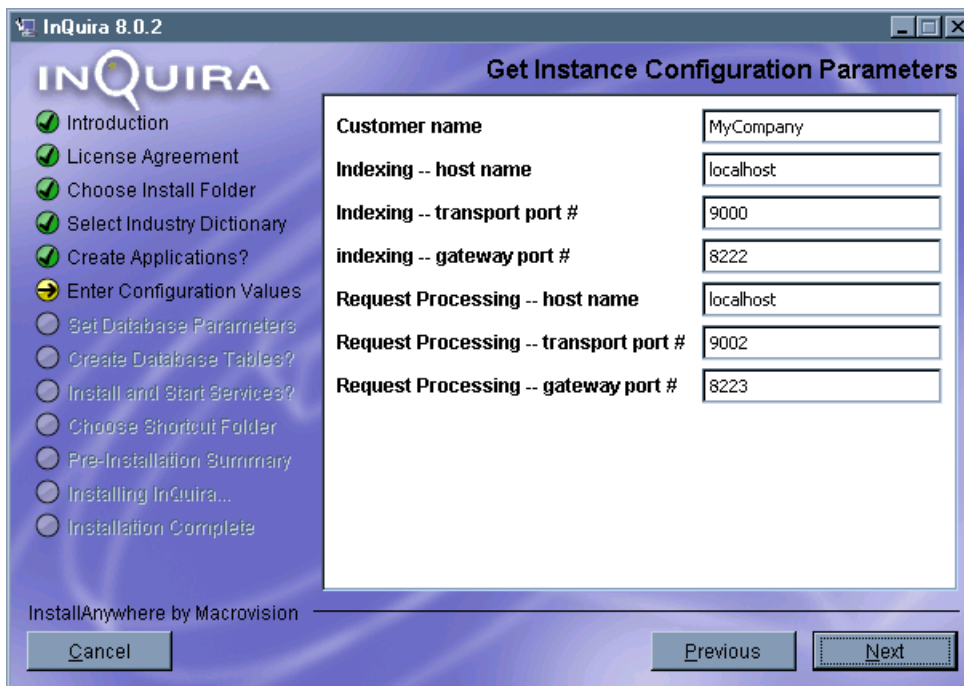 InQuira 8.0.2
INQUIRA
Get Instance Configuration Parameters
Introduction
License Agreement
Choose Install Folder
Select Industry Dictionary
Create Applications?
Enter Configuration Values
Set Database Parameters
Create Database Tables?
Install and Start Services?
Choose Shortcut Folder
Pre-Installation Summary
Installing InQuira...
Installation Complete
Customer name MyCompany
Indexing -- host name localhost
Indexing -- transport port # 9000
indexing -- gateway port # 8222
Request Processing -- host name localhost
Request Processing -- transport port # 9002
Request Processing -- gateway port # 8223
InstallAnywhere by Macrovision
Cancel Previous Next